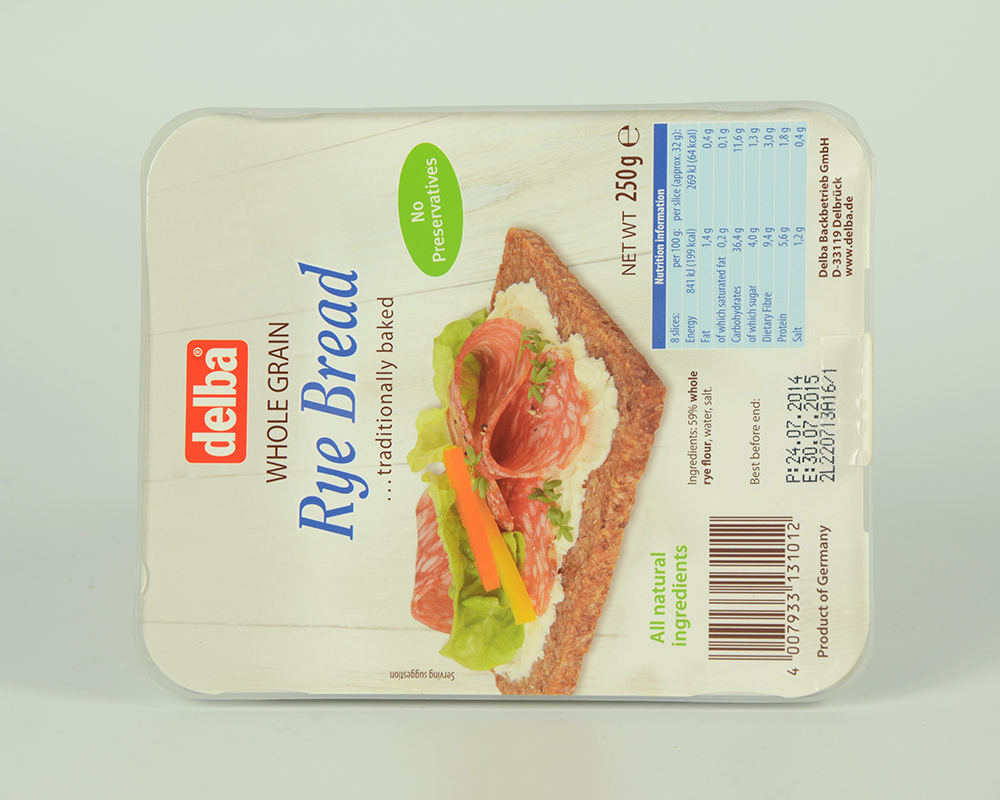 delba®
WHOLE GRAIN
Rye Bread
... traditionally baked
No
Preservatives
Serving suggestion
All natural
ingredients
NET WT 250g ℮
Nutrition information
8 slices: per 100 g: per slice (approx. 32 g):
Energy 841 kJ (199 kcal) 269 kJ (64 kcal)
Fat 1,4 g 0,4 g
of which saturated fat 0,2 g 0,1 g
Carbohydrates 36,4 g 11,6 g
of which sugar 4,0 g 1,3 g
Dietary Fibre 9,4 g 3,0 g
Protein 5,6 g 1,8 g
Salt 1,2 g 0,4 g
Ingredients: 59% whole
rye flour, water, salt.
Best before end:
P:24.07.2014
E:30.07.2015
2L220713A16/1
4 007933 131012
Product of Germany
Delba Backbetrieb GmbH
D-33119 Delbrück
www.delba.de